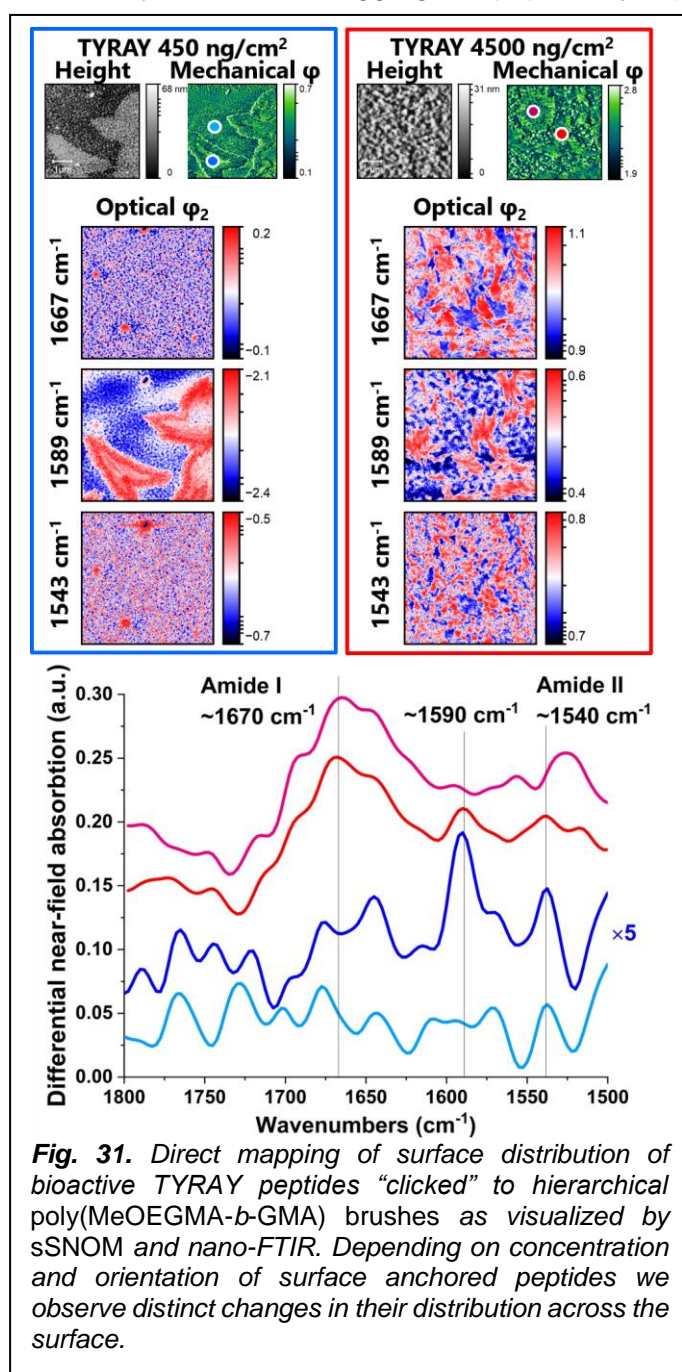 TYRAY 450 ng/cm²
Height Mechanical φ
68 nm
0
0.7
0.1
1um
TYRAY 4500 ng/cm²
Height Mechanical φ
31 nm
0
2.8
1.9
Optical φ₂
1667 cm⁻¹
0.2
−0.1
1589 cm⁻¹
−2.1
−2.4
1543 cm⁻¹
−0.5
−0.7
Optical φ₂
1667 cm⁻¹
1.1
0.9
1589 cm⁻¹
0.6
0.4
1543 cm⁻¹
0.8
0.7
Differential near-field absorbtion (a.u.)
0.30
0.25
0.20
0.15
0.10
0.05
0.00
Amide I
~1670 cm⁻¹
~1590 cm⁻¹
Amide II
~1540 cm⁻¹
×5
1800 1750 1700 1650 1600 1550 1500
Wavenumbers (cm⁻¹)
Fig. 31. Direct mapping of surface distribution of
bioactive TYRAY peptides “clicked” to hierarchical
poly(MeOEGMA-b-GMA) brushes as visualized by
sSNOM and nano-FTIR. Depending on concentration
and orientation of surface anchored peptides we
observe distinct changes in their distribution across the
surface.